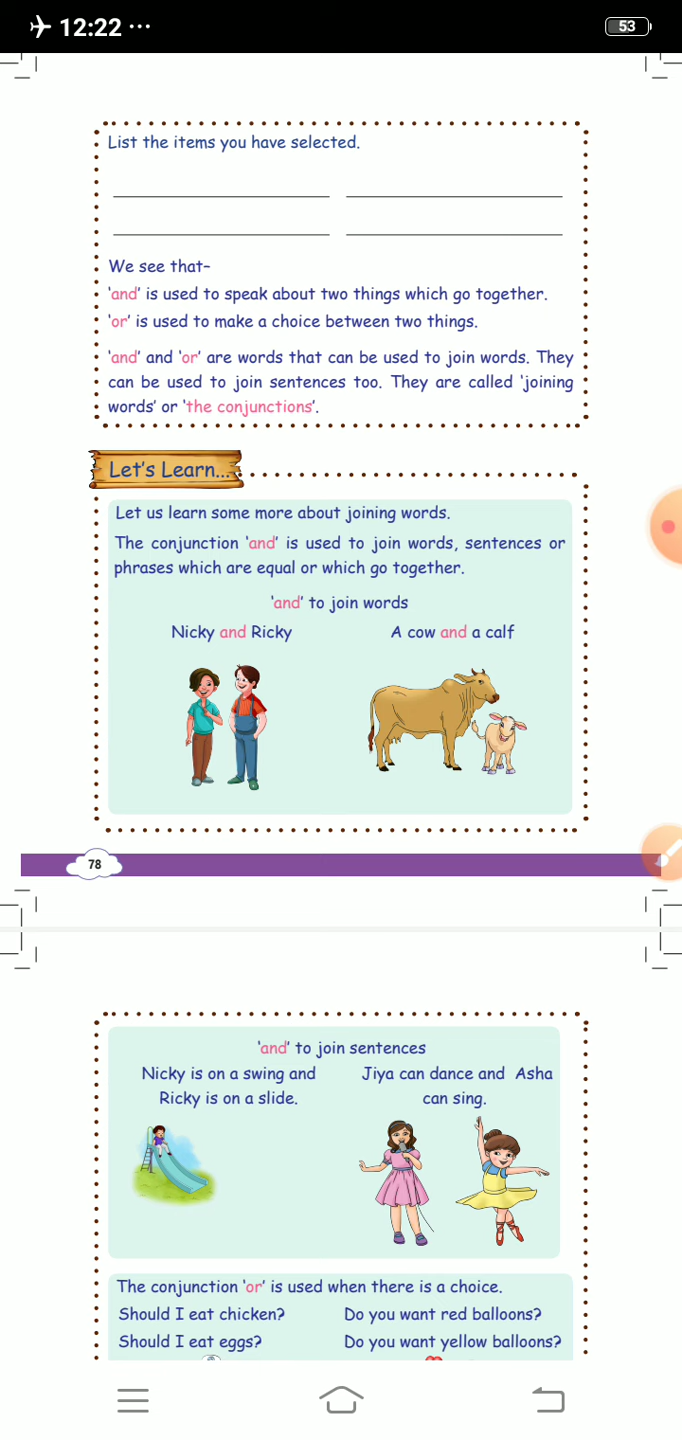 12:22 ...
53
List the items you have selected.
We see that–
‘and’ is used to speak about two things which go together.
‘or’ is used to make a choice between two things.
‘and’ and ‘or’ are words that can be used to join words. They
can be used to join sentences too. They are called ‘joining
words’ or ‘the conjunctions’.
Let’s Learn...
Let us learn some more about joining words.
The conjunction ‘and’ is used to join words, sentences or
phrases which are equal or which go together.
‘and’ to join words
Nicky and Ricky
A cow and a calf
78
‘and’ to join sentences
Nicky is on a swing and
Ricky is on a slide.
Jiya can dance and Asha
can sing.
The conjunction ‘or’ is used when there is a choice.
Should I eat chicken?
Should I eat eggs?
Do you want red balloons?
Do you want yellow balloons?